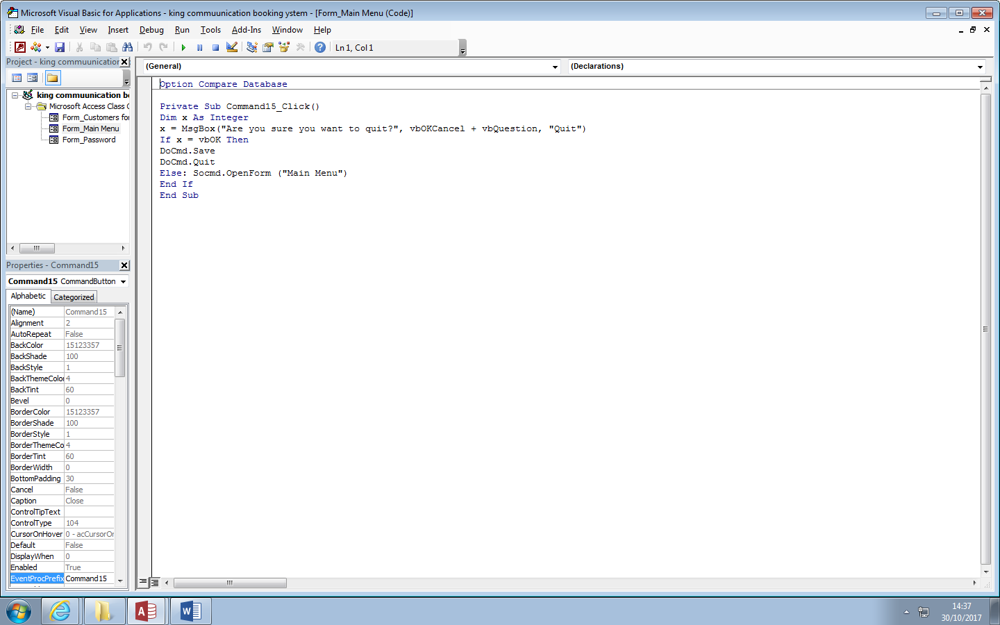 Microsoft Visual Basic for Applications - king commuunication booking ystem - [Form_Main Menu (Code)]
File Edit View Insert Debug Run Tools Add-Ins Window Help
Ln 1, Col 1
Project - king commuunication
(General) (Declarations)
king commuunication b
Microsoft Access Class
Form_Customers for
Form_Main Menu
Form_Password
Option Compare Database
Private Sub Command15_Click()
Dim x As Integer
x = MsgBox("Are you sure you want to quit?", vbOKCancel + vbQuestion, "Quit")
If x = vbOK Then
DoCmd.Save
DoCmd.Quit
Else: Socmd.OpenForm ("Main Menu")
End If
End Sub
Properties - Command15
Command15 CommandButton
Alphabetic Categorized
(Name) Command15
Alignment 2
AutoRepeat False
BackColor 15123357
BackShade 100
BackStyle 1
BackThemeColor 4
BackTint 60
Bevel 0
BorderColor 15123357
BorderShade 100
BorderStyle 1
BorderThemeCo 4
BorderTint 60
BorderWidth 0
BottomPadding 30
Cancel False
Caption Close
ControlTipText
ControlType 104
CursorOnHover 0 - acCursorOn
Default False
DisplayWhen 0
Enabled True
EventProcPrefix Command15
14:37
30/10/2017